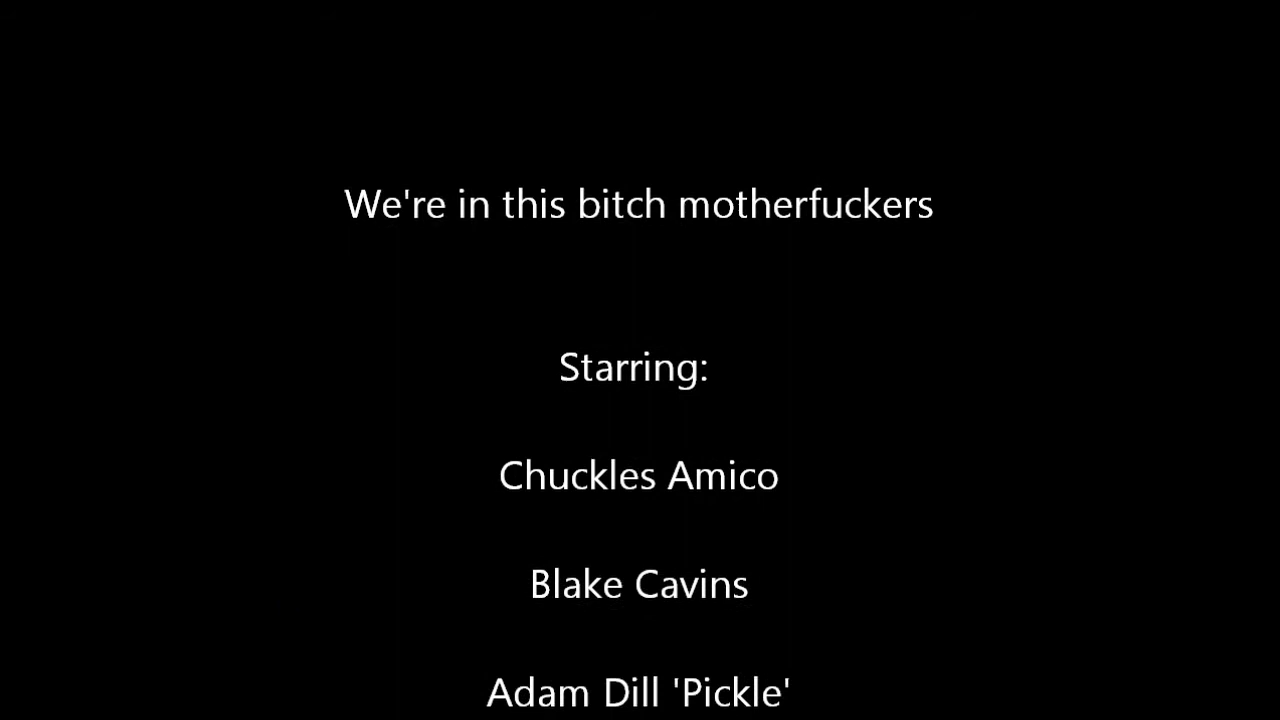 We're in this bitch motherfuckers
Starring:
Chuckles Amico
Blake Cavins
Adam Dill 'Pickle'